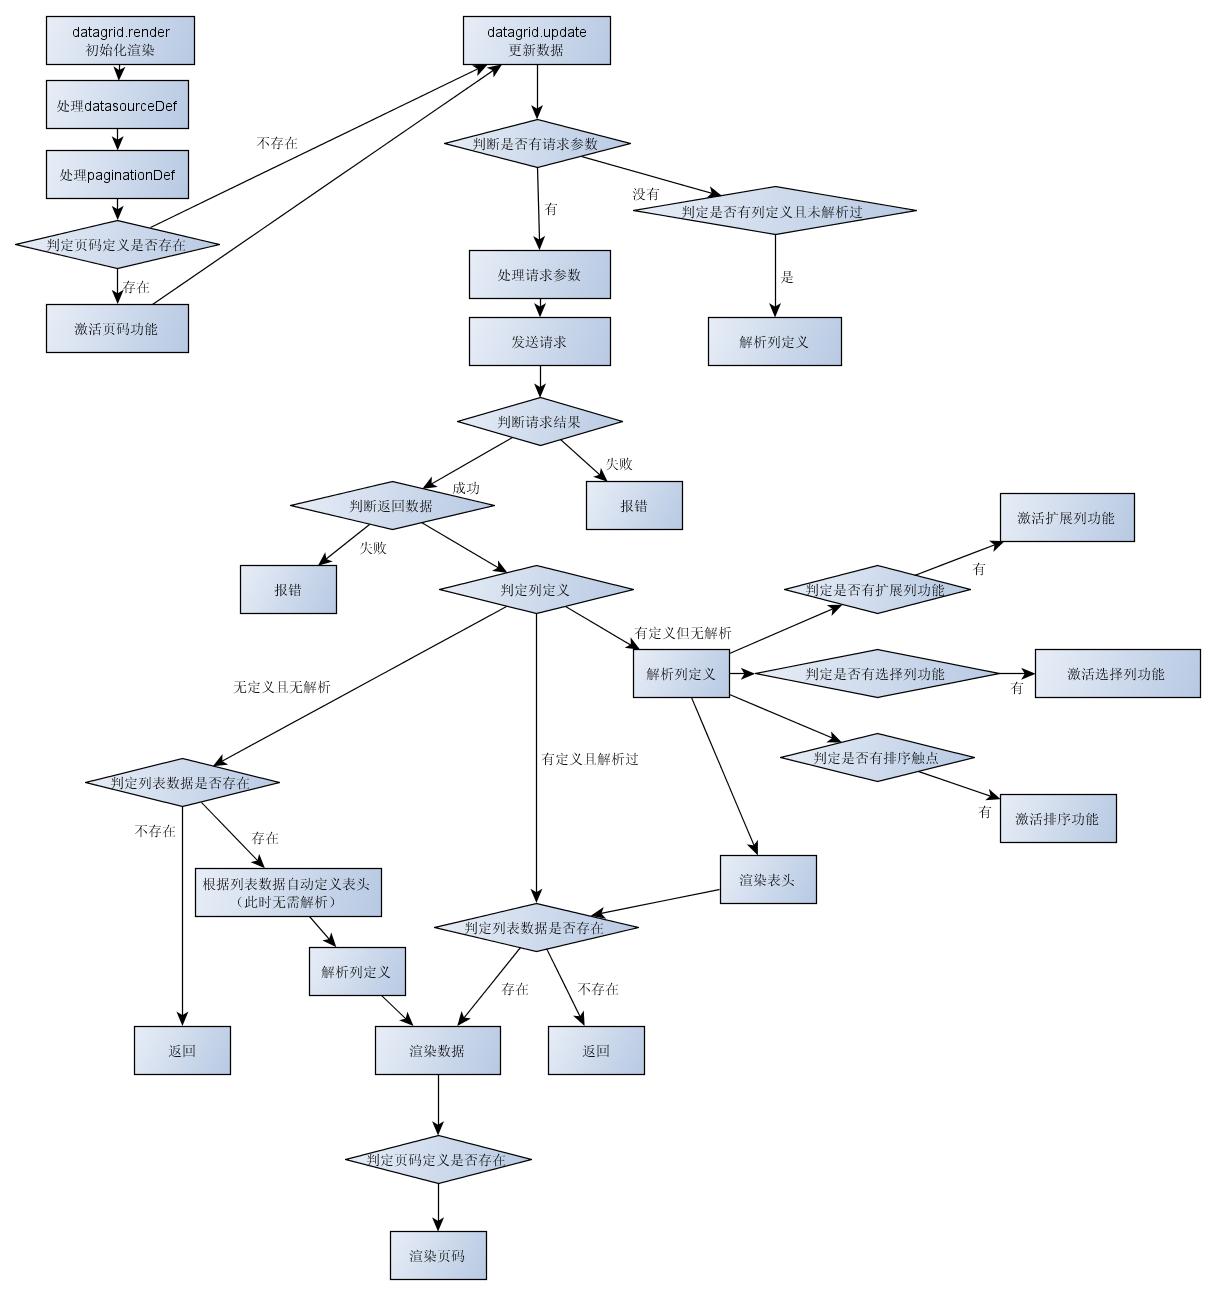 datagrid.render
初始化渲染
处理datasourceDef
处理paginationDef
判定页码定义是否存在
不存在
存在
激活页码功能
datagrid.update
更新数据
判断是否有请求参数
没有
有
判定是否有列定义且未解析过
是
处理请求参数
发送请求
解析列定义
判断请求结果
失败
成功
报错
判断返回数据
失败
报错
判定列定义
有定义但无解析
解析列定义
激活扩展列功能
有
判定是否有扩展列功能
判定是否有选择列功能
有
激活选择列功能
判定是否有排序触点
有
激活排序功能
无定义且无解析
有定义且解析过
判定列表数据是否存在
不存在
存在
根据列表数据自动定义表头
（此时无需解析）
渲染表头
判定列表数据是否存在
解析列定义
存在
不存在
返回
渲染数据
返回
判定页码定义是否存在
渲染页码